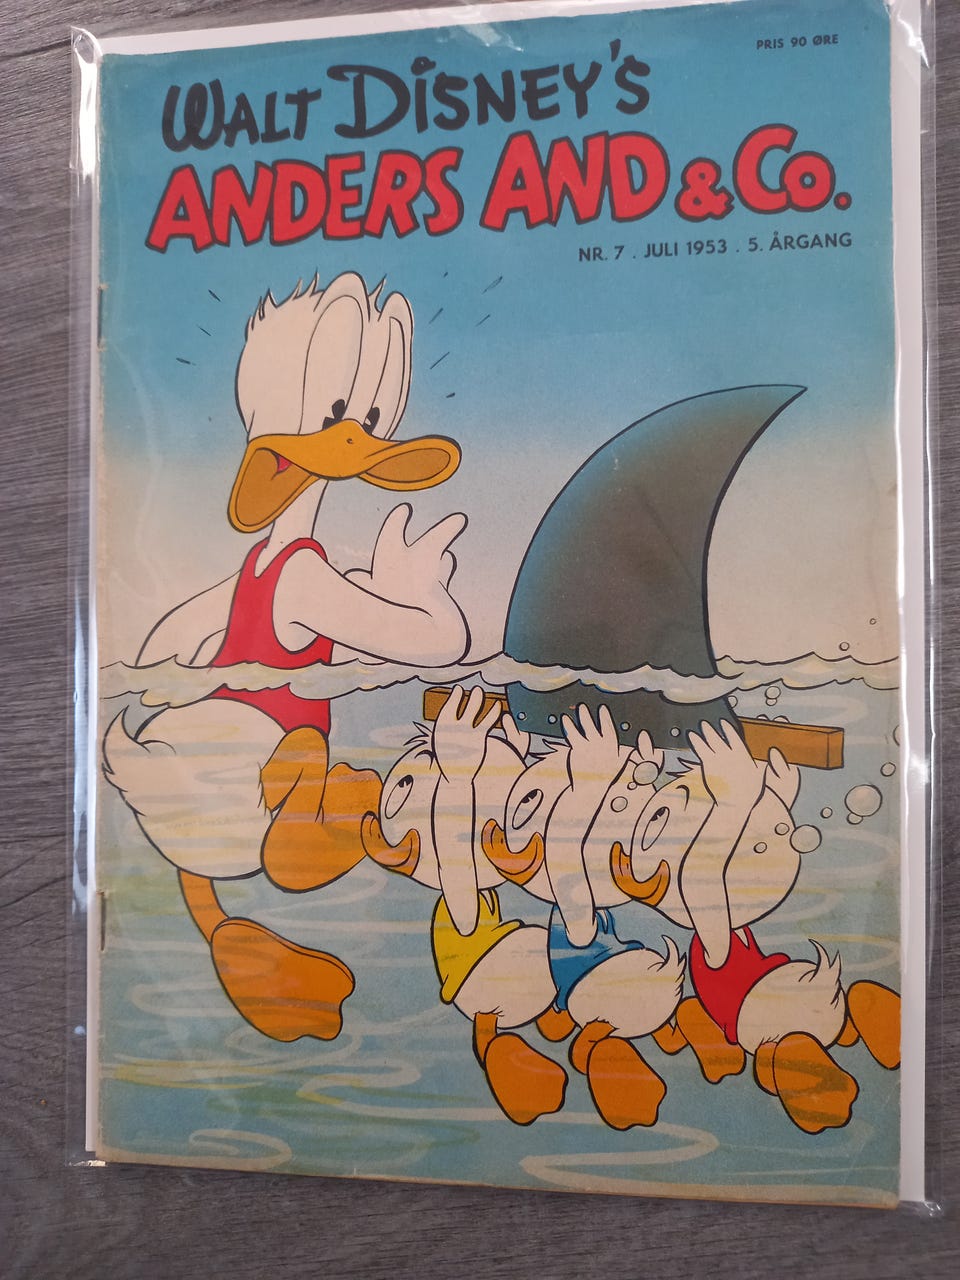 PRIS 90 ØRE
WALT DISNEY'S
ANDERS AND & CO.
NR. 7 . JULI 1953 . 5. ÅRGANG